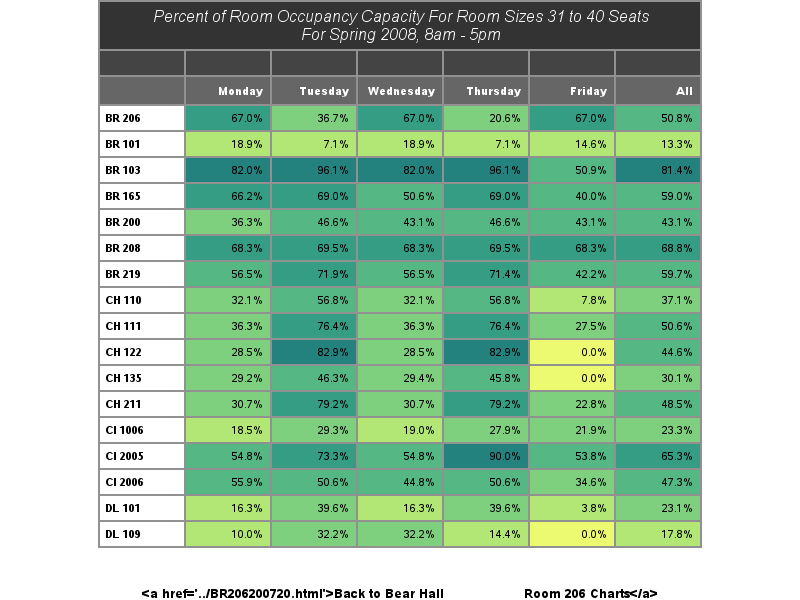 Percent of Room Occupancy Capacity For Room Sizes 31 to 40 Seats
For Spring 2008, 8am - 5pm
Monday Tuesday Wednesday Thursday Friday All
BR 206 67.0% 36.7% 67.0% 20.6% 67.0% 50.8%
BR 101 18.9% 7.1% 18.9% 7.1% 14.6% 13.3%
BR 103 82.0% 96.1% 82.0% 96.1% 50.9% 81.4%
BR 165 66.2% 69.0% 50.6% 69.0% 40.0% 59.0%
BR 200 36.3% 46.6% 43.1% 46.6% 43.1% 43.1%
BR 208 68.3% 69.5% 68.3% 69.5% 68.3% 68.8%
BR 219 56.5% 71.9% 56.5% 71.4% 42.2% 59.7%
CH 110 32.1% 56.8% 32.1% 56.8% 7.8% 37.1%
CH 111 36.3% 76.4% 36.3% 76.4% 27.5% 50.6%
CH 122 28.5% 82.9% 28.5% 82.9% 0.0% 44.6%
CH 135 29.2% 46.3% 29.4% 45.8% 0.0% 30.1%
CH 211 30.7% 79.2% 30.7% 79.2% 22.8% 48.5%
CI 1006 18.5% 29.3% 19.0% 27.9% 21.9% 23.3%
CI 2005 54.8% 73.3% 54.8% 90.0% 53.8% 65.3%
CI 2006 55.9% 50.6% 44.8% 50.6% 34.6% 47.3%
DL 101 16.3% 39.6% 16.3% 39.6% 3.8% 23.1%
DL 109 10.0% 32.2% 32.2% 14.4% 0.0% 17.8%
<a href='../BR206200720.html'>Back to Bear Hall Room 206 Charts</a>